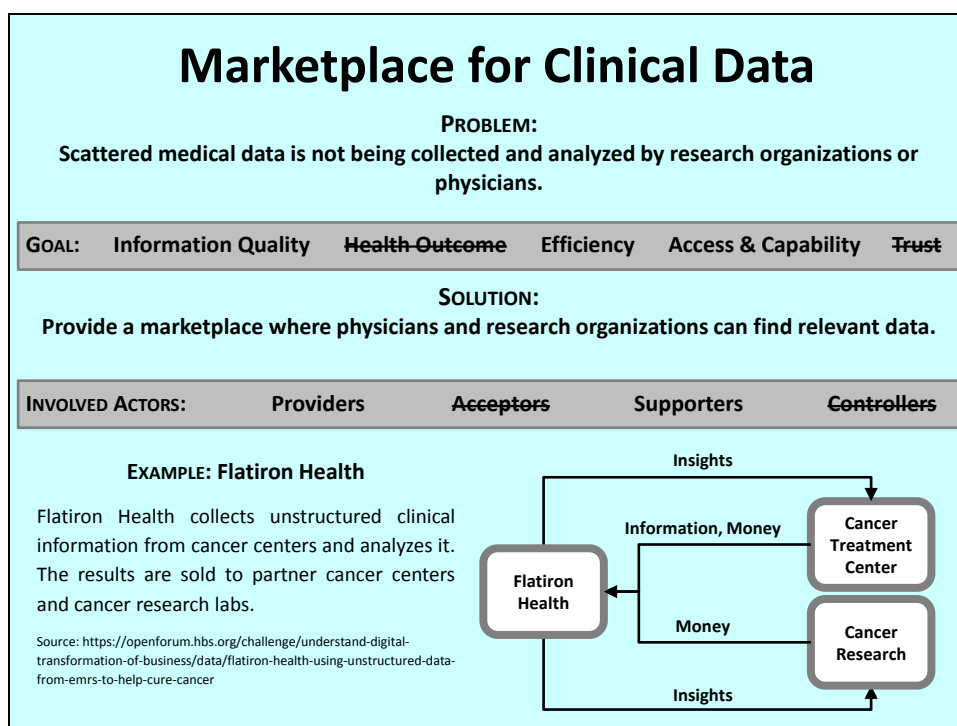 Marketplace for Clinical Data
PROBLEM:
Scattered medical data is not being collected and analyzed by research organizations or
physicians.
GOAL: Information Quality Health Outcome Efficiency Access & Capability Trust
SOLUTION:
Provide a marketplace where physicians and research organizations can find relevant data.
INVOLVED ACTORS: Providers Acceptors Supporters Controllers
EXAMPLE: Flatiron Health
Flatiron Health collects unstructured clinical
information from cancer centers and analyzes it.
The results are sold to partner cancer centers
and cancer research labs.
Source: https://openforum.hbs.org/challenge/understand-digital-
transformation-of-business/data/flatiron-health-using-unstructured-data-
from-emrs-to-help-cure-cancer
Insights
Information, Money
Cancer
Treatment
Center
Flatiron
Health
Money
Cancer
Research
Insights